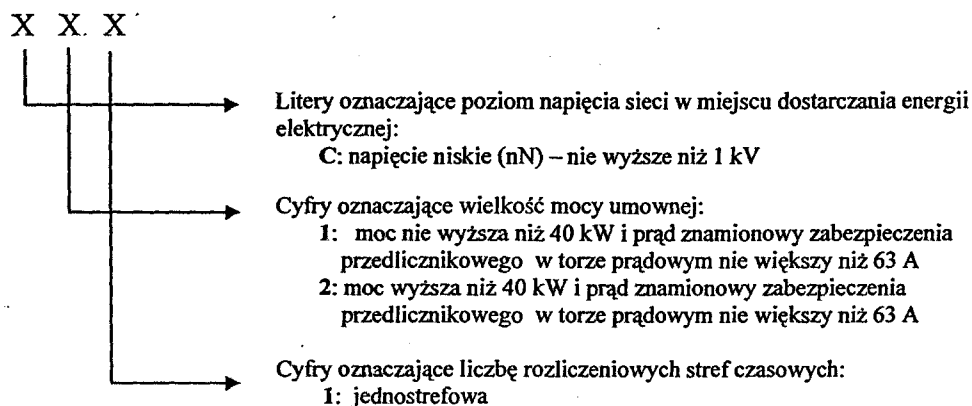 X X. X
Litery oznaczające poziom napięcia sieci w miejscu dostarczania energii
elektrycznej:
C: napięcie niskie (nN) – nie wyższe niż 1 kV
Cyfry oznaczające wielkość mocy umownej:
1: moc nie wyższa niż 40 kW i prąd znamionowy zabezpieczenia
przedlicznikowego w torze prądowym nie większy niż 63 A
2: moc wyższa niż 40 kW i prąd znamionowy zabezpieczenia
przedlicznikowego w torze prądowym nie większy niż 63 A
Cyfry oznaczające liczbę rozliczeniowych stref czasowych:
1: jednostrefowa